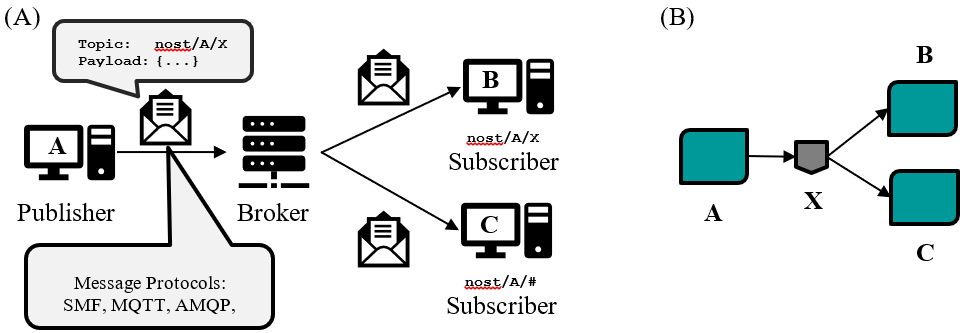 (A)
Topic: nost/A/X
Payload: {...}
A
Publisher
Broker
B
nost/A/X
Subscriber
C
nost/A/#
Subscriber
Message Protocols:
SMF, MQTT, AMQP,
(B)
B
A
X
C